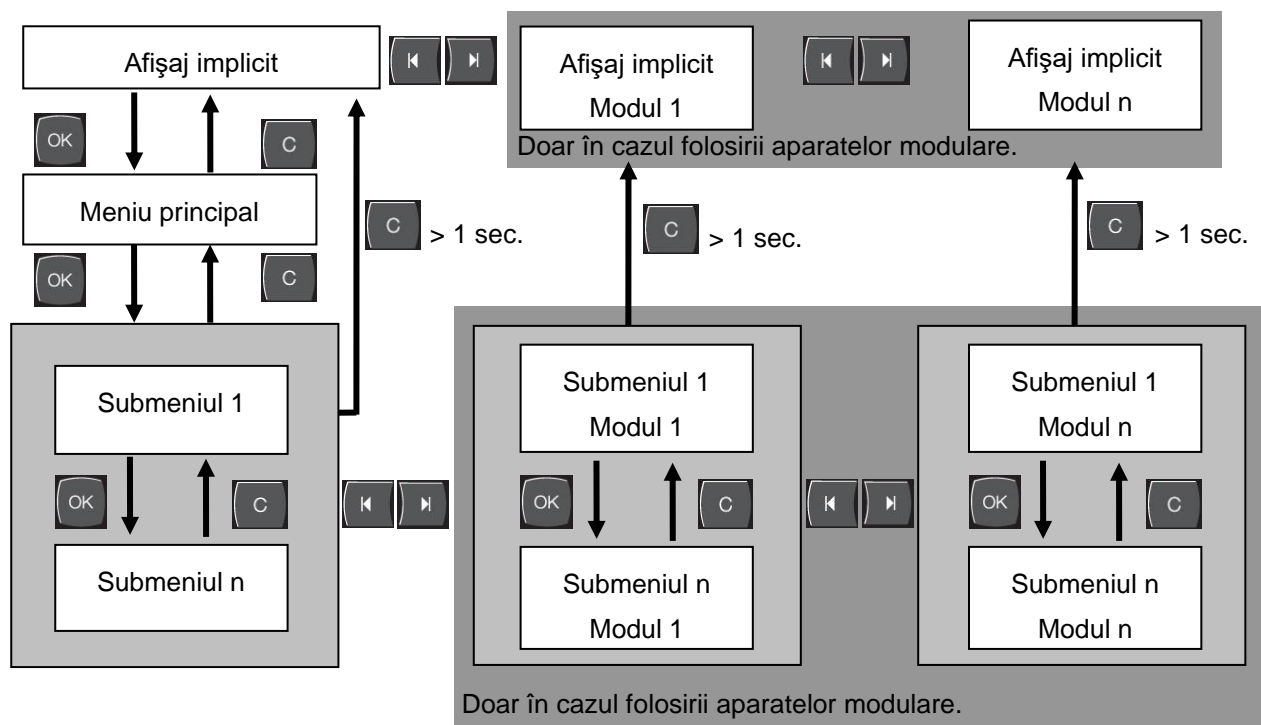 Afişaj implicit
Afişaj implicit
Modul 1
Afişaj implicit
Modul n
Doar în cazul folosirii aparatelor modulare.
OK
C
Meniu principal
C
> 1 sec.
C
> 1 sec.
C
> 1 sec.
OK
C
Submeniul 1
Submeniul 1
Modul 1
Submeniul 1
Modul n
OK
C
OK
C
OK
C
Submeniul n
Submeniul n
Modul 1
Submeniul n
Modul n
Doar în cazul folosirii aparatelor modulare.